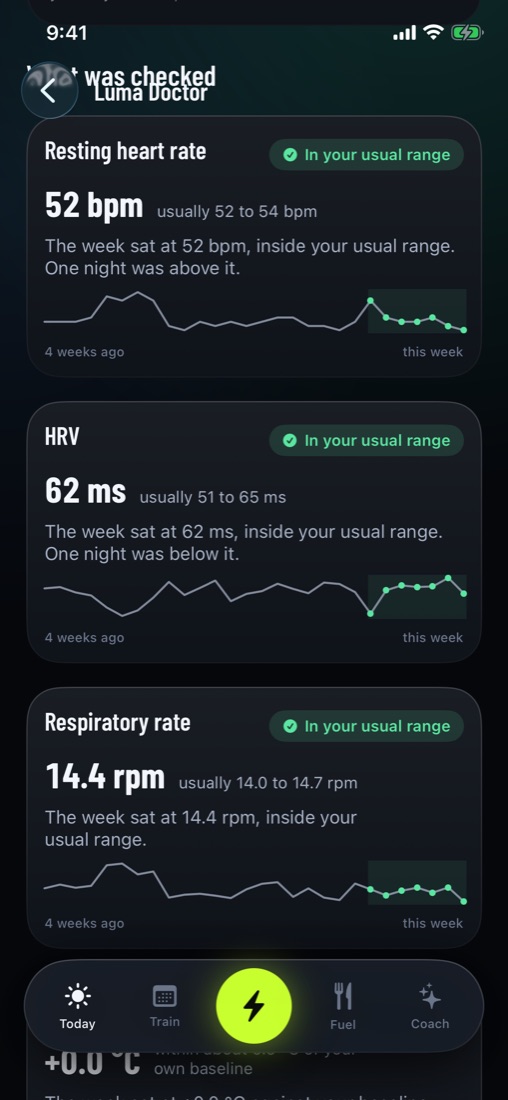 9:41
was checked
Luma Doctor
Resting heart rate
In your usual range
52 bpm usually 52 to 54 bpm
The week sat at 52 bpm, inside your usual range.
One night was above it.
4 weeks ago this week
HRV
In your usual range
62 ms usually 51 to 65 ms
The week sat at 62 ms, inside your usual range.
One night was below it.
4 weeks ago this week
Respiratory rate
In your usual range
14.4 rpm usually 14.0 to 14.7 rpm
The week sat at 14.4 rpm, inside your
usual range.
4 weeks ago this week
Today
Train
Fuel
Coach
+0.0 °C
own baseline